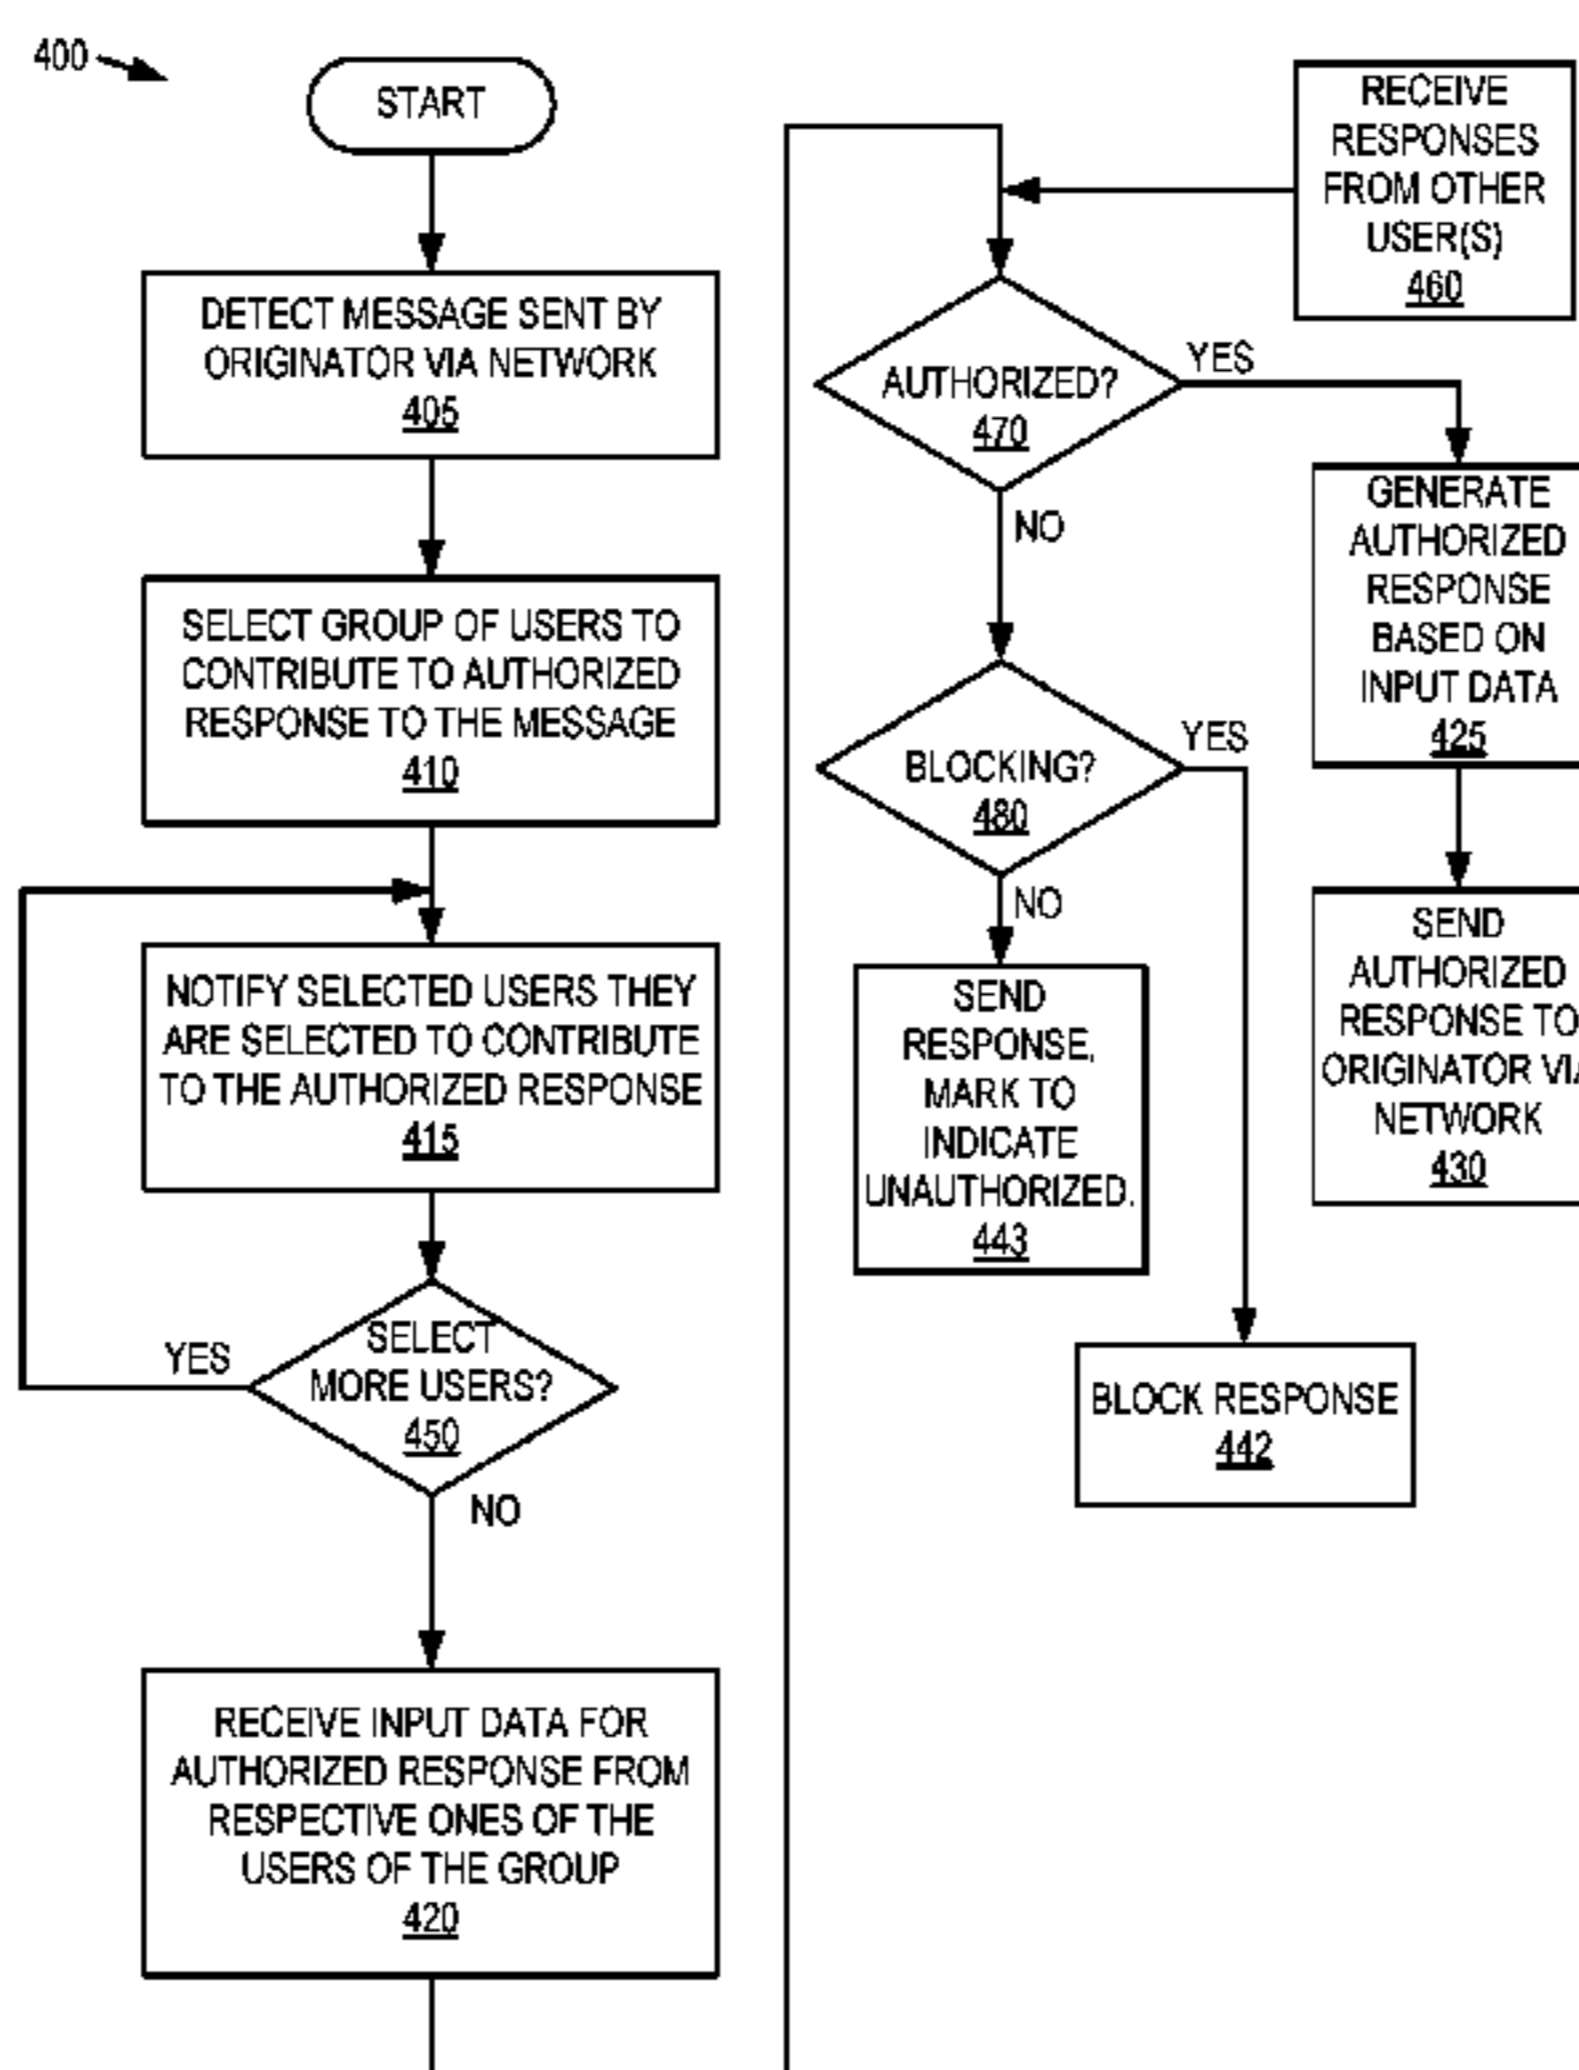 400
START
DETECT MESSAGE SENT BY
ORIGINATOR VIA NETWORK
405
SELECT GROUP OF USERS TO
CONTRIBUTE TO AUTHORIZED
RESPONSE TO THE MESSAGE
410
NOTIFY SELECTED USERS THEY
ARE SELECTED TO CONTRIBUTE
TO THE AUTHORIZED RESPONSE
415
SELECT
MORE USERS?
450
YES
NO
RECEIVE INPUT DATA FOR
AUTHORIZED RESPONSE FROM
RESPECTIVE ONES OF THE
USERS OF THE GROUP
420
RECEIVE
RESPONSES
FROM OTHER
USER(S)
460
AUTHORIZED?
470
YES
NO
GENERATE
AUTHORIZED
RESPONSE
BASED ON
INPUT DATA
425
BLOCKING?
480
YES
NO
SEND
AUTHORIZED
RESPONSE TO
ORIGINATOR VIA
NETWORK
430
SEND
RESPONSE,
MARK TO
INDICATE
UNAUTHORIZED.
443
BLOCK RESPONSE
442